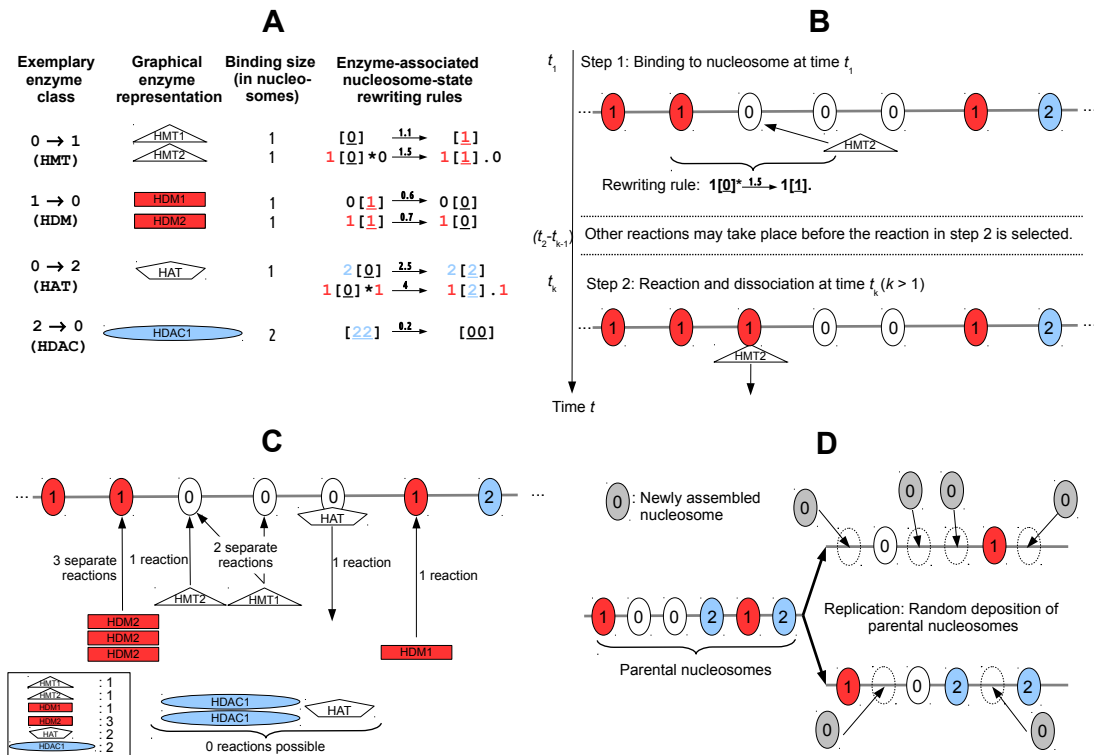 A
Exemplary enzyme class
Graphical enzyme representation
Binding size (in nucleo-somes)
Enzyme-associated nucleosome-state rewriting rules
0 → 1
(HMT)
HMT1
HMT2
1
1
[0] 1.1 → [1]
1[0]*0 1.5 → 1[1].0
1 → 0
(HDM)
HDM1
HDM2
1
1
0[1] 0.6 → 0[0]
1[1] 0.7 → 1[0]
0 → 2
(HAT)
HAT
1
2[0] 2.5 → 2[2]
1[0]*1 4 → 1[2].1
2 → 0
(HDAC)
HDAC1
2
[22] 0.2 → [00]
B
t1
Step 1: Binding to nucleosome at time t1
... 1 1 0 0 0 1 2 ...
HMT2
Rewriting rule: 1[0]* 1.5 → 1[1].
(t2-tk-1)
Other reactions may take place before the reaction in step 2 is selected.
tk
Step 2: Reaction and dissociation at time tk (k > 1)
... 1 1 1 0 0 1 2 ...
HMT2
Time t
C
... 1 1 0 0 0 1 2 ...
HAT
3 separate reactions
1 reaction
2 separate reactions
1 reaction
1 reaction
HMT2
HMT1
HDM2
HDM2
HDM2
HDM1
HMT1 : 1
HMT2 : 1
HDM1 : 1
HDM2 : 3
HAT : 2
HDAC1 : 2
HDAC1
HDAC1
HAT
0 reactions possible
D
0 : Newly assembled nucleosome
0 0 0 0
0 1
1 0 0 2 1 2
Parental nucleosomes
Replication: Random deposition of parental nucleosomes
1 0 2 2
0 0